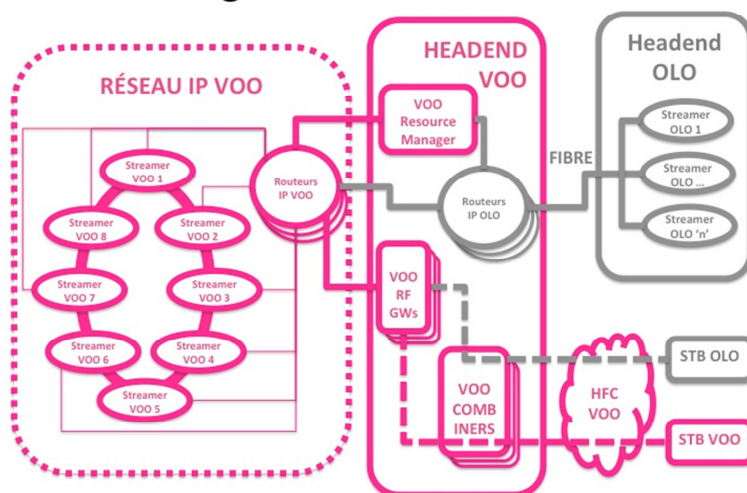 HEADEND
VOO
Headend
OLO
RÉSEAU IP VOO
VOO
Resource
Manager
Streamer
OLO 1
Streamer
OLO ...
Streamer
OLO ‘n’
FIBRE
Routeurs
IP VOO
Routeurs
IP OLO
Streamer
VOO 1
Streamer
VOO 8
Streamer
VOO 2
Streamer
VOO 7
Streamer
VOO 3
Streamer
VOO 6
Streamer
VOO 4
Streamer
VOO 5
VOO
RF
GWs
VOO
COMB
INERS
HFC
VOO
STB OLO
STB VOO